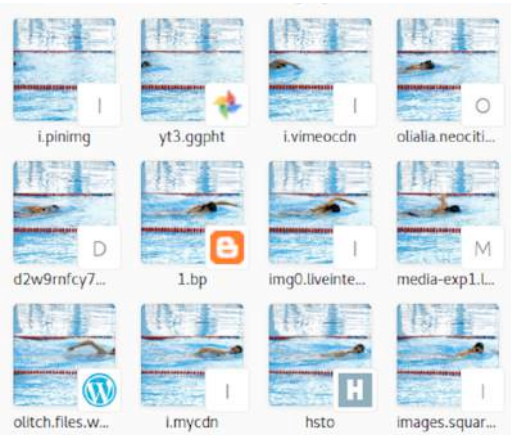 I
i.pinimg
yt3.ggpht
I
i.vimeocdn
O
olialia.neociti...
D
d2w9rnfcy7...
B
1.bp
I
img0.liveinte...
M
media-exp1.l...
W
olitch.files.w...
I
i.mycdn
H
hsto
I
images.squar...